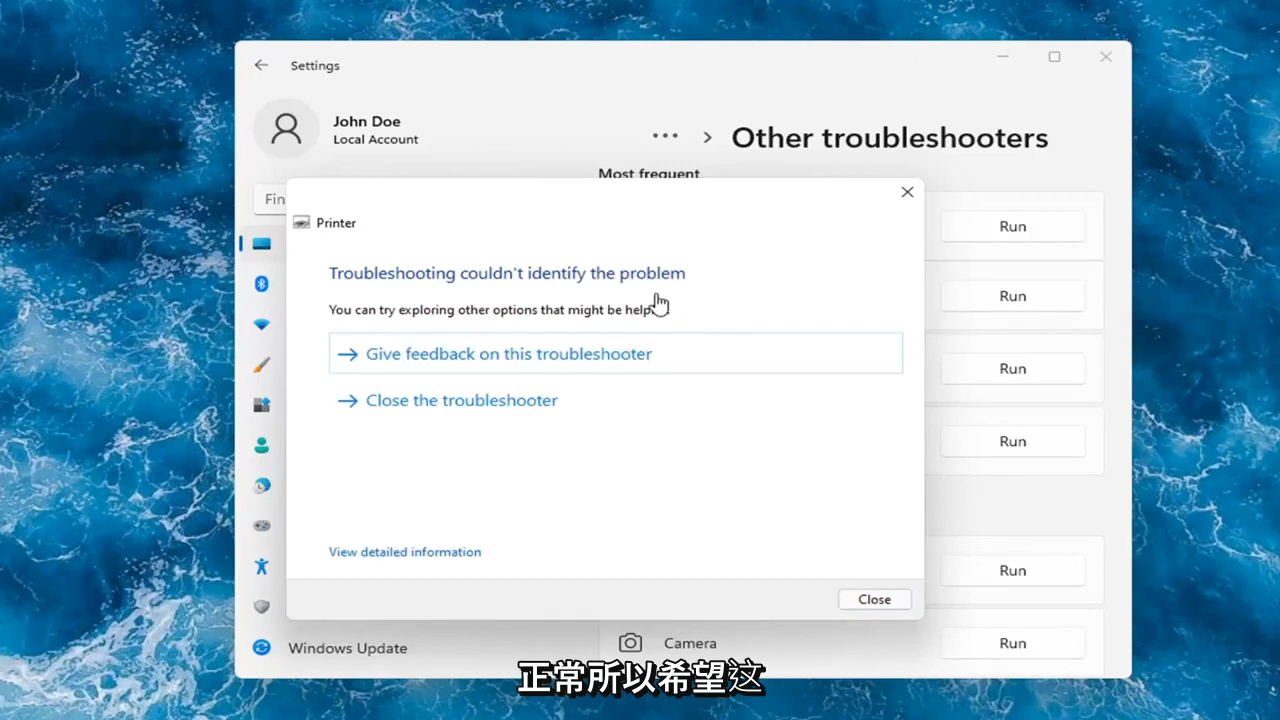 Settings
John Doe
Local Account
••• > Other troubleshooters
Most frequent
Fin
Run
Printer
Troubleshooting couldn't identify the problem
Run
You can try exploring other options that might be help
Give feedback on this troubleshooter
Run
Close the troubleshooter
Run
View detailed information
Run
Close
Camera
Run
Windows Update
正常所以希望这